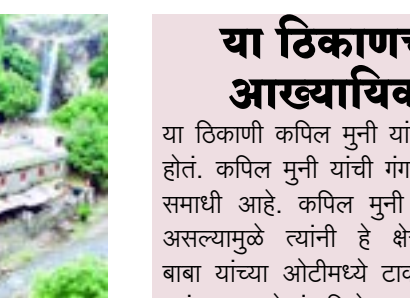 या ठिकाणच
आख्यायिक
या ठिकाणी कपिल मुनी यां
होतं. कपिल मुनी यांची गंग
समाधी आहे. कपिल मुनी
असल्यामुळे त्यांनी हे क्षे
बाबा यांच्या ओटीमध्ये टाव